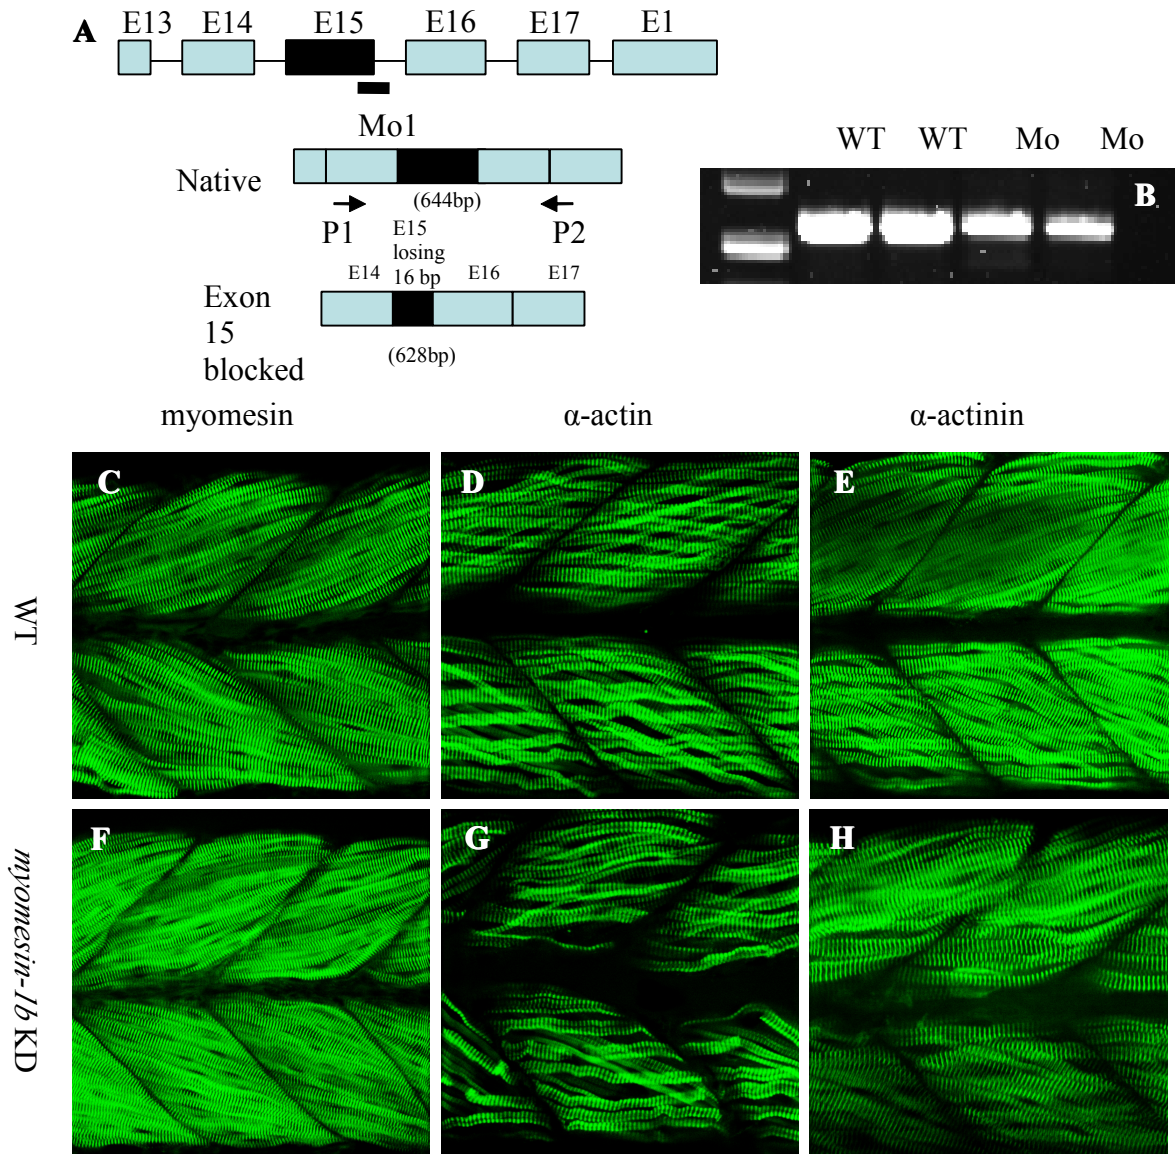 A
E13 E14 E15 E16 E17 E1
Mo1
Native
(644bp)
P1 P2
E15
losing
16 bp
E14 E16 E17
Exon
15
blocked
(628bp)
WT WT Mo Mo
B
myomesin α-actin α-actinin
WT
C D E
myomesin-1b KD
F G H